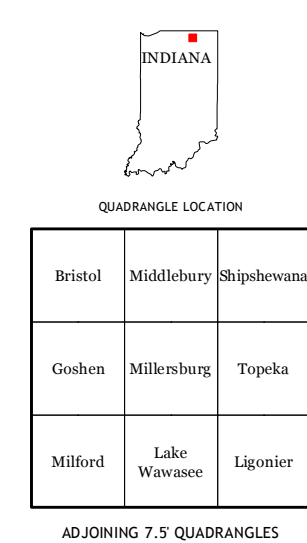 INDIANA
QUADRANGLE LOCATION
Bristol Middlebury Shipshewana
Goshen Millersburg Topeka
Milford Lake Wawasee Ligonier
ADJOINING 7.5' QUADRANGLES